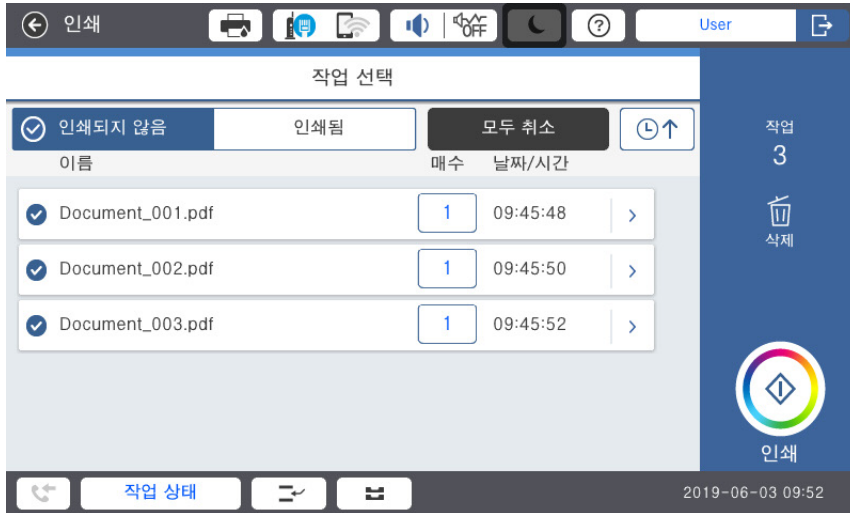 인쇄
OFF
?
User
작업 선택
인쇄되지 않음
인쇄됨
모두 취소
작업
3
이름
매수
날짜/시간
삭제
Document_001.pdf
1
09:45:48
>
Document_002.pdf
1
09:45:50
>
Document_003.pdf
1
09:45:52
>
인쇄
작업 상태
2019-06-03 09:52